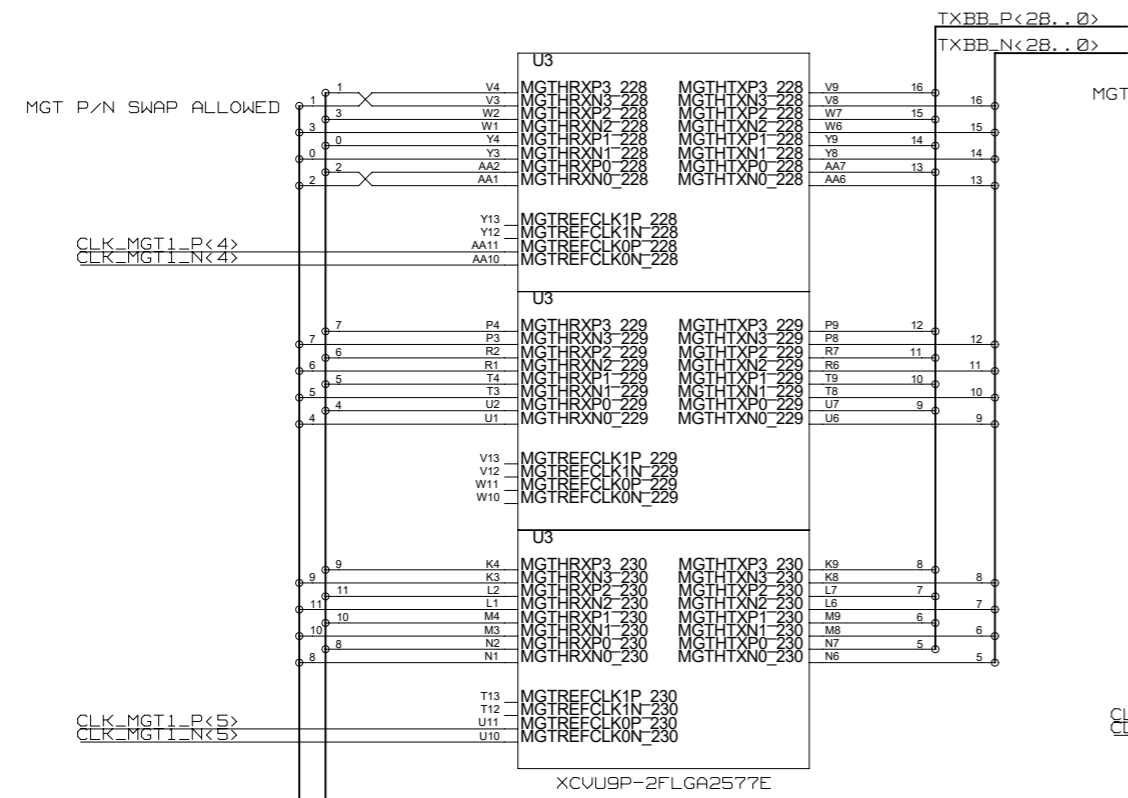 TXBB_P<28..0>
TXBB_N<28..0>
MGT P/N SWAP ALLOWED
MGT
U3
1 V4 MGTHRXP3_228 MGTHTXP3_228 V9 16
1 V3 MGTHRXN3_228 MGTHTXN3_228 V8 16
3 W2 MGTHRXP2_228 MGTHTXP2_228 W7 15
3 W1 MGTHRXN2_228 MGTHTXN2_228 W6 15
0 Y4 MGTHRXP1_228 MGTHTXP1_228 Y9 14
0 Y3 MGTHRXN1_228 MGTHTXN1_228 Y8 14
2 AA2 MGTHRXP0_228 MGTHTXP0_228 AA7 13
2 AA1 MGTHRXN0_228 MGTHTXN0_228 AA6 13
Y13 MGTREFCLK1P_228
Y12 MGTREFCLK1N_228
CLK_MGT1_P<4> AA11 MGTREFCLK0P_228
CLK_MGT1_N<4> AA10 MGTREFCLK0N_228
U3
7 P4 MGTHRXP3_229 MGTHTXP3_229 P9 12
7 P3 MGTHRXN3_229 MGTHTXN3_229 P8 12
6 R2 MGTHRXP2_229 MGTHTXP2_229 R7 11
6 R1 MGTHRXN2_229 MGTHTXN2_229 R6 11
5 T4 MGTHRXP1_229 MGTHTXP1_229 T9 10
5 T3 MGTHRXN1_229 MGTHTXN1_229 T8 10
4 U2 MGTHRXP0_229 MGTHTXP0_229 U7 9
4 U1 MGTHRXN0_229 MGTHTXN0_229 U6 9
V13 MGTREFCLK1P_229
V12 MGTREFCLK1N_229
W11 MGTREFCLK0P_229
W10 MGTREFCLK0N_229
U3
9 K4 MGTHRXP3_230 MGTHTXP3_230 K9 8
9 K3 MGTHRXN3_230 MGTHTXN3_230 K8 8
11 L2 MGTHRXP2_230 MGTHTXP2_230 L7 7
11 L1 MGTHRXN2_230 MGTHTXN2_230 L6 7
10 M4 MGTHRXP1_230 MGTHTXP1_230 M9 6
10 M3 MGTHRXN1_230 MGTHTXN1_230 M8 6
8 N2 MGTHRXP0_230 MGTHTXP0_230 N7 5
8 N1 MGTHRXN0_230 MGTHTXN0_230 N6 5
T13 MGTREFCLK1P_230
T12 MGTREFCLK1N_230
CLK_MGT1_P<5> U11 MGTREFCLK0P_230
CLK_MGT1_N<5> U10 MGTREFCLK0N_230
XCVU9P-2FLGA2577E